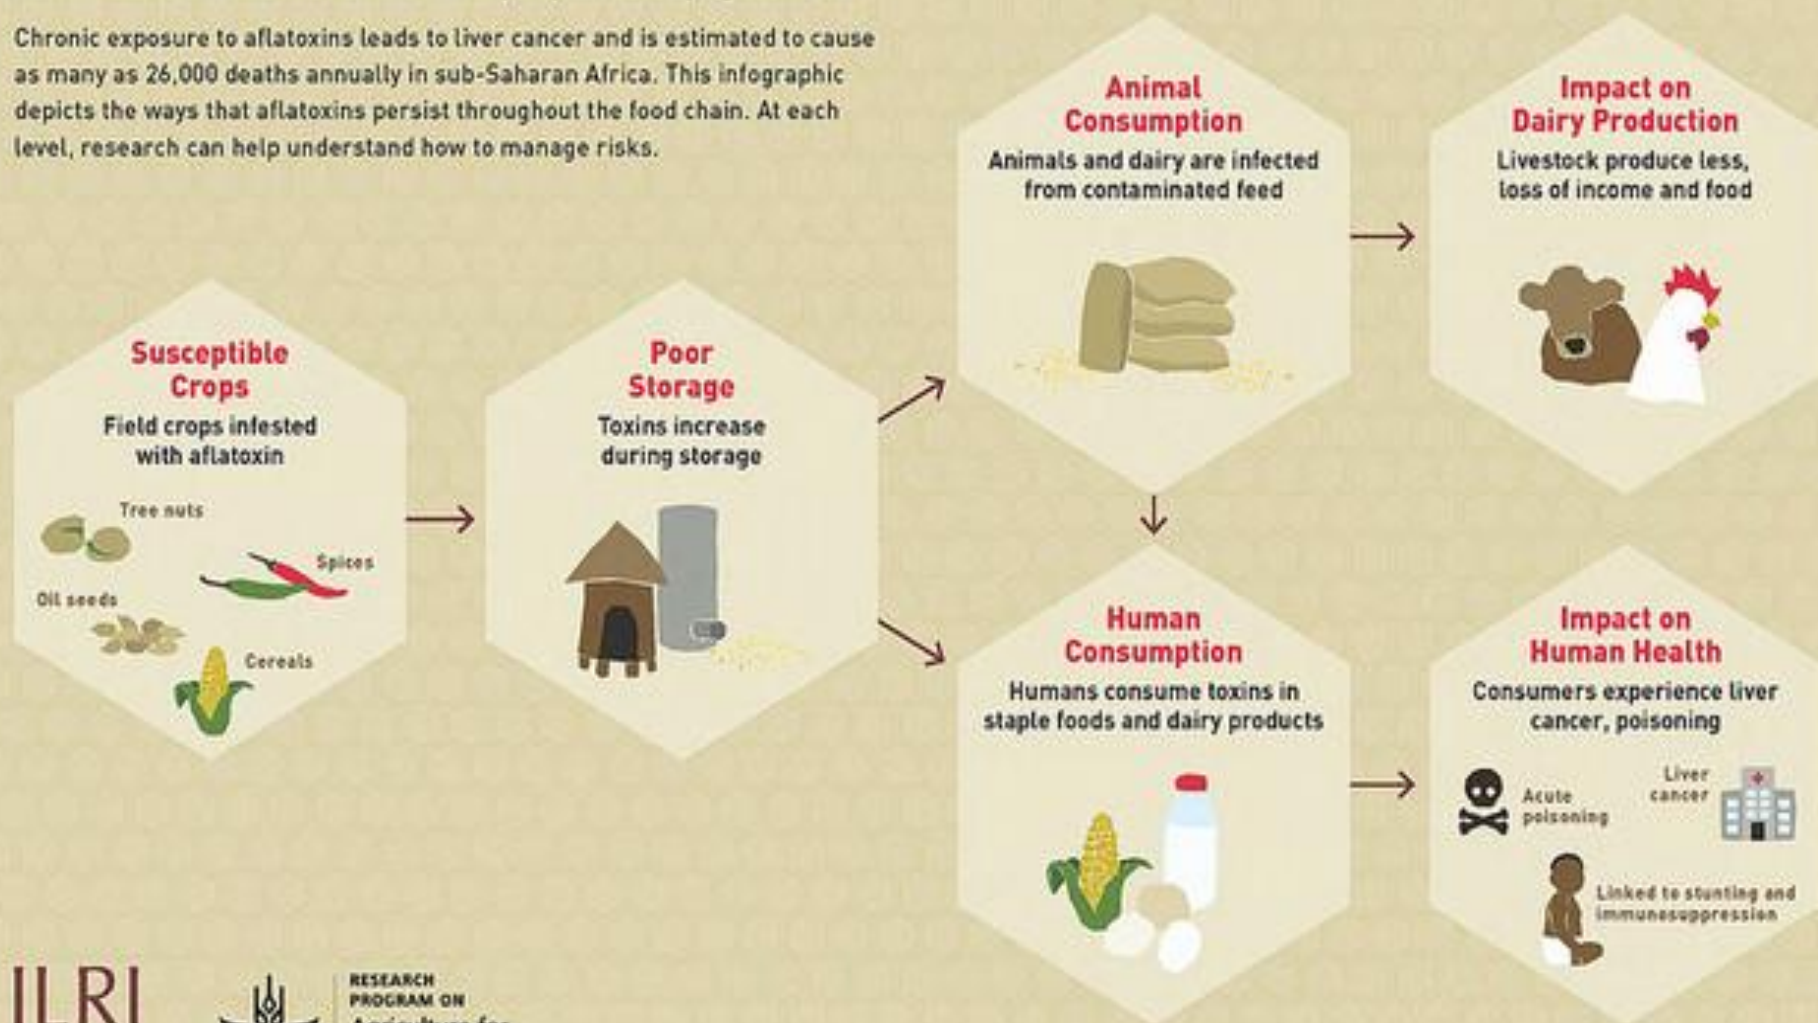 Chronic exposure to aflatoxins leads to liver cancer and is estimated to cause
as many as 26,000 deaths annually in sub-Saharan Africa. This infographic
depicts the ways that aflatoxins persist throughout the food chain. At each
level, research can help understand how to manage risks.
Susceptible
Crops
Field crops infested
with aflatoxin
Tree nuts
Spices
Oil seeds
Cereals
Poor
Storage
Toxins increase
during storage
Animal
Consumption
Animals and dairy are infected
from contaminated feed
Impact on
Dairy Production
Livestock produce less,
loss of income and food
Human
Consumption
Humans consume toxins in
staple foods and dairy products
Impact on
Human Health
Consumers experience liver
cancer, poisoning
Acute
poisoning
Liver
cancer
Linked to stunting and
immunosuppression
ILRI
RESEARCH
PROGRAM ON
Agriculture for